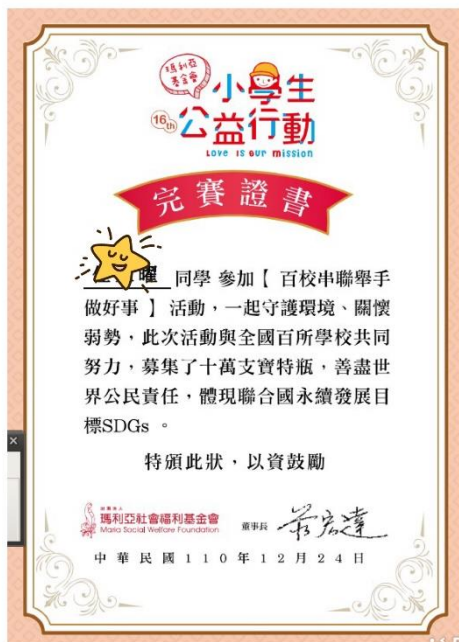 瑪利亞
基金會
小學生
16th 公益行動
Love is our mission
完賽證書
曜 同學 參加【 百校串聯舉手
做好事 】 活動，一起守護環境、關懷
弱勢，此次活動與全國百所學校共同
努力，募集了十萬支寶特瓶，善盡世
界公民責任，體現聯合國永續發展目
標SDGs 。
特頒此狀，以資鼓勵
瑪利亞社會福利基金會
Maria Social Welfare Foundation
董事長
中華民國110年12月24日